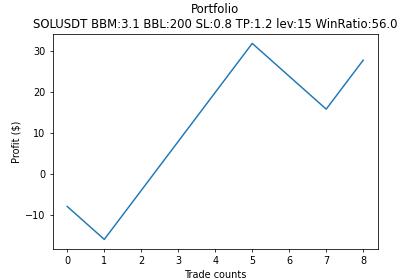 Portfolio
SOLUSDT BBM:3.1 BBL:200 SL:0.8 TP:1.2 lev:15 WinRatio:56.0
30
20
10
0
−10
Profit ($)
0 1 2 3 4 5 6 7 8
Trade counts